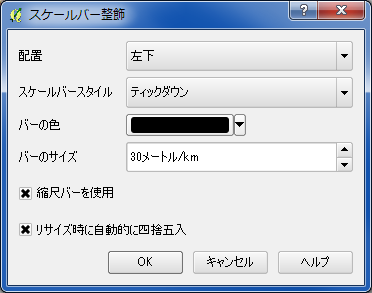 スケールバー整飾
配置 左下
スケールバースタイル ティックダウン
バーの色
バーのサイズ 30メートル/km
縮尺バーを使用
リサイズ時に自動的に四捨五入
OK キャンセル ヘルプ